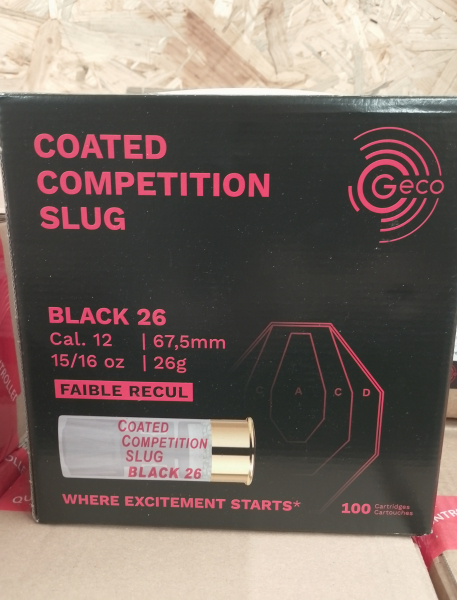 COATED
COMPETITION
SLUG
Geco
BLACK 26
Cal. 12 | 67,5mm
15/16 oz | 26g
FAIBLE RECUL
C A C D
COATED
COMPETITION
SLUG
BLACK 26
WHERE EXCITEMENT STARTS*
100 Cartridges
Cartouches